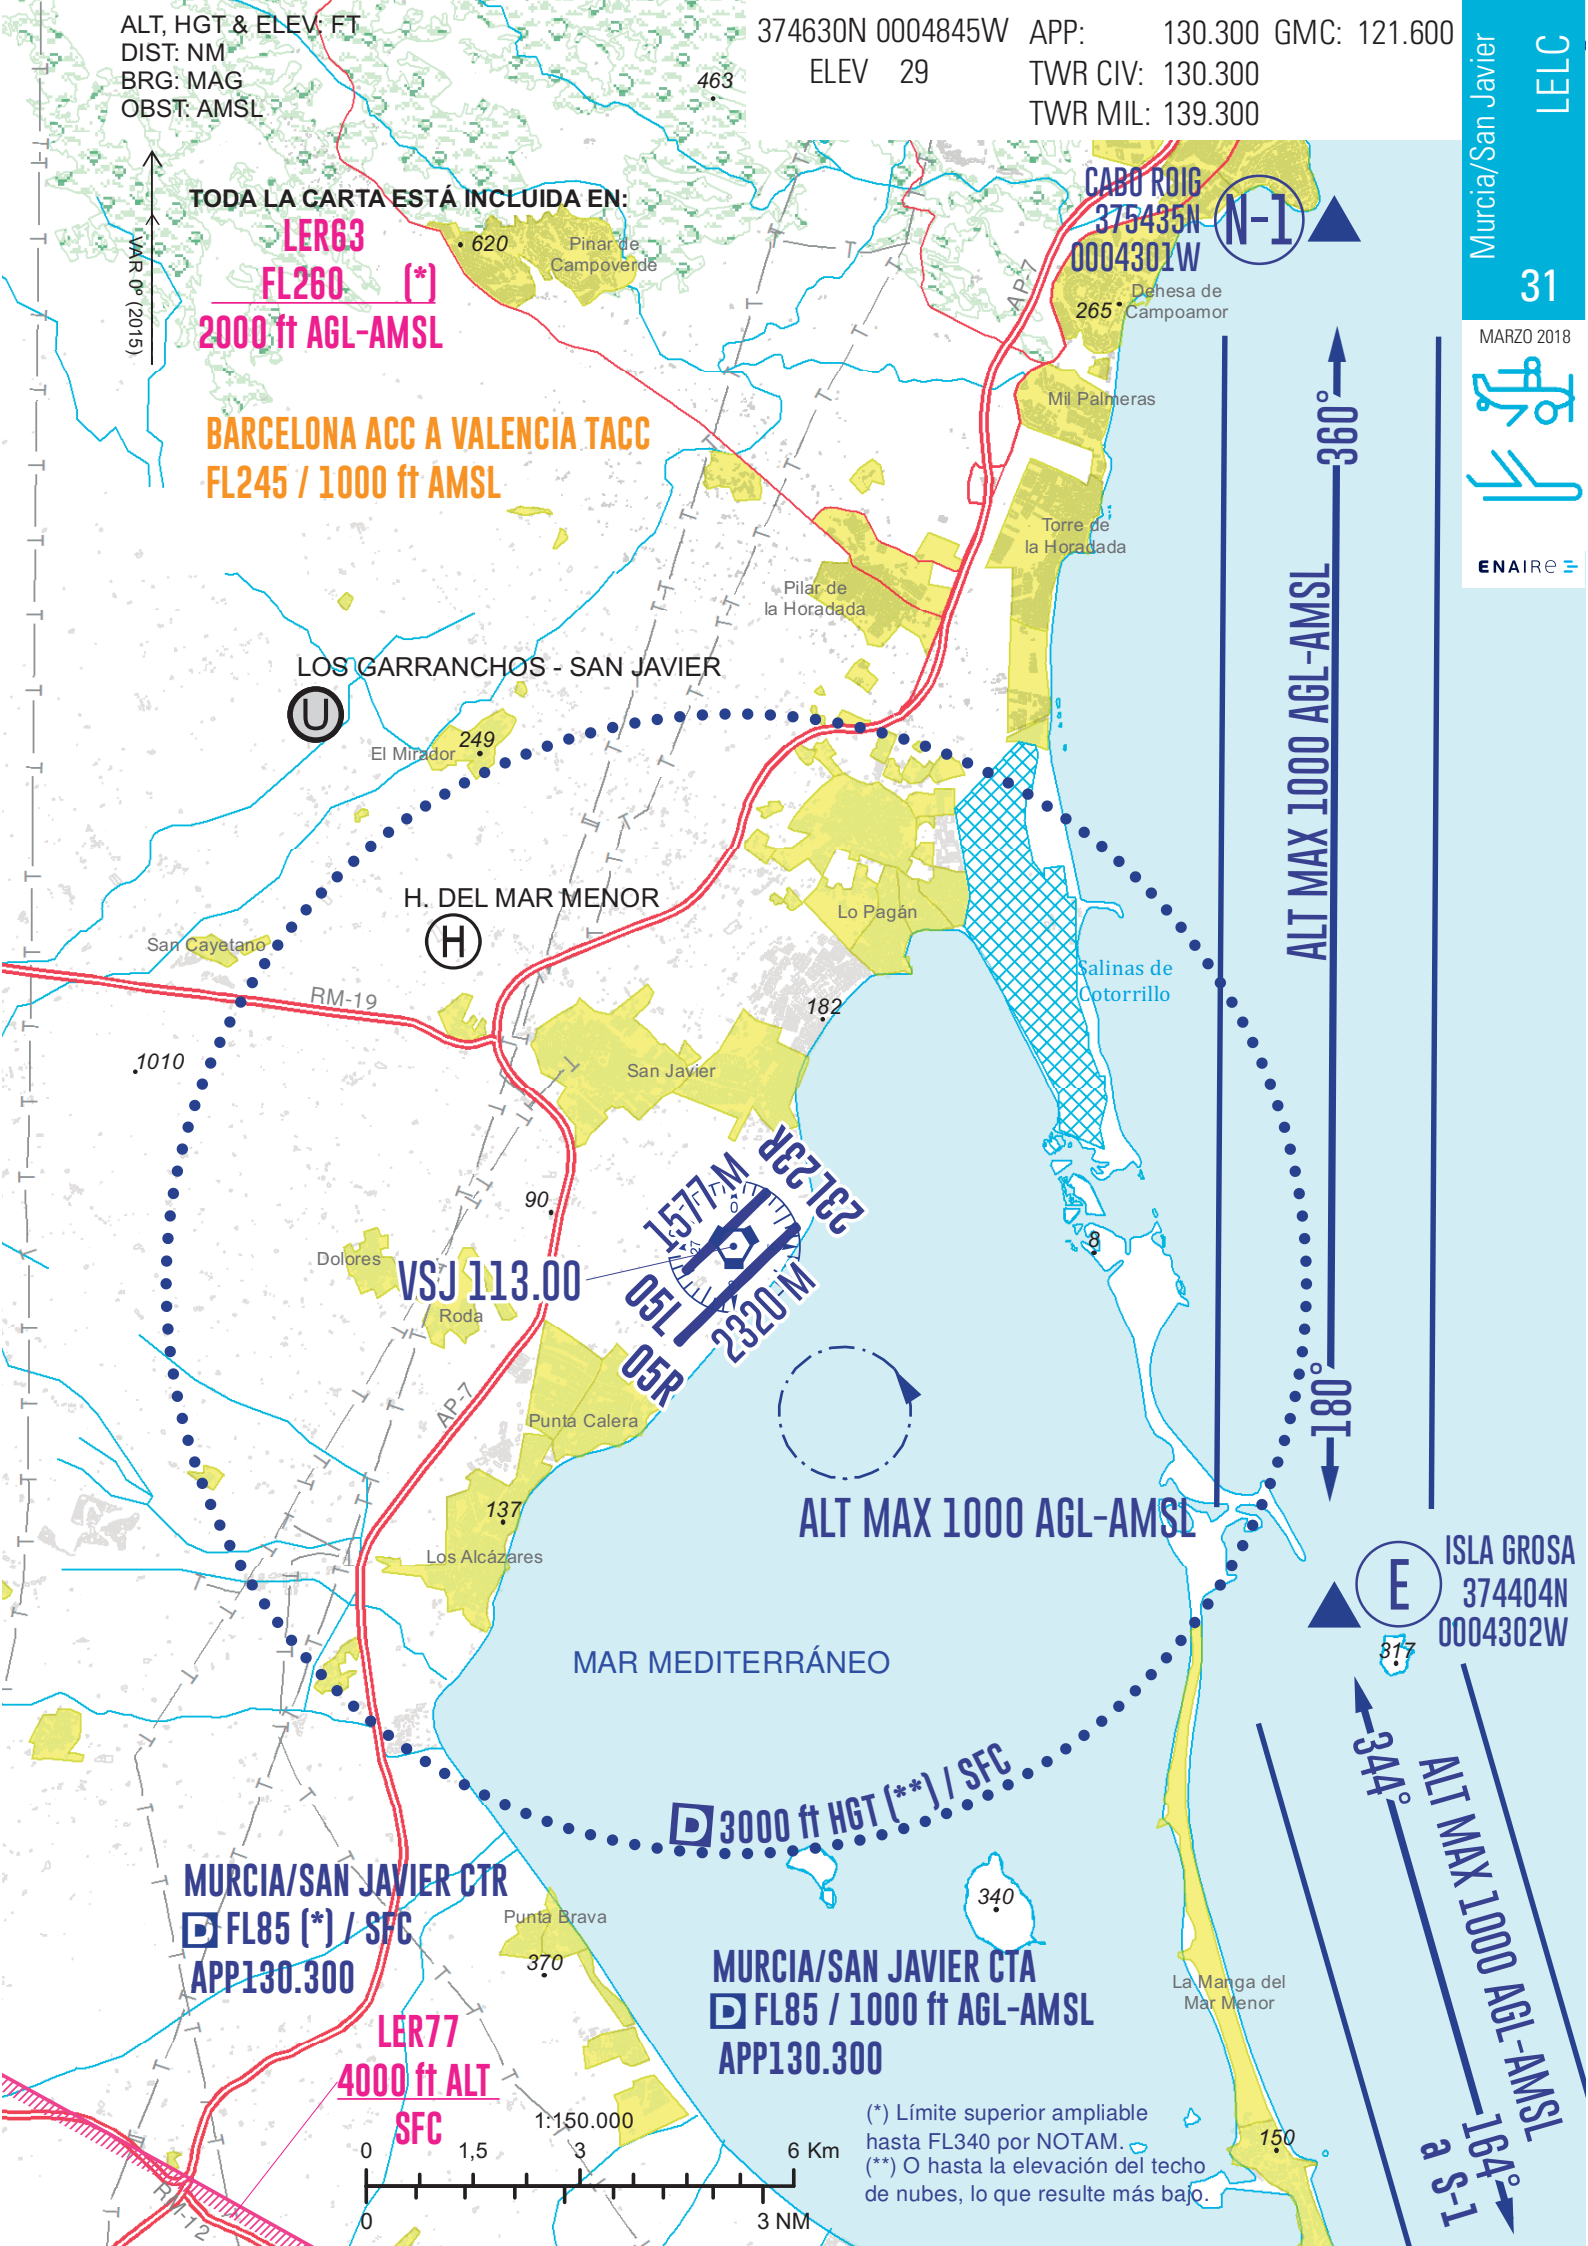 ALT, HGT & ELEV: FT
DIST: NM
BRG: MAG
OBST: AMSL
374630N 0004845W
ELEV 29
APP: 130.300 GMC: 121.600
TWR CIV: 130.300
TWR MIL: 139.300
Murcia/San Javier
LELC
31
MARZO 2018
ENAIRe
463
VAR 0º (2015)
TODA LA CARTA ESTÁ INCLUIDA EN:
LER63
FL260 (*)
2000 ft AGL-AMSL
620
Pinar de
Campoverde
CABO ROIG
375435N
0004301W
N-1
AP-7
265
Dehesa de
Campoamor
Mil Palmeras
360°
BARCELONA ACC A VALENCIA TACC
FL245 / 1000 ft AMSL
Torre de
la Horadada
Pilar de
la Horadada
ALT MAX 1000 AGL-AMSL
LOS GARRANCHOS - SAN JAVIER
U
El Mirador
249
H. DEL MAR MENOR
H
Lo Pagán
San Cayetano
RM-19
Salinas de
Cotorrillo
182
1010
San Javier
90
1577 M
23L 23R
0
27
8
Dolores
VSJ 113.00
Roda
05L
05R
2320 M
180°
AP-7
Punta Calera
137
Los Alcázares
ALT MAX 1000 AGL-AMSL
E
ISLA GROSA
374404N
0004302W
317
MAR MEDITERRÁNEO
344°
ALT MAX 1000 AGL-AMSL
D 3000 ft HGT (**) / SFC
MURCIA/SAN JAVIER CTR
D FL85 (*) / SFC
APP130.300
Punta Brava
370
340
MURCIA/SAN JAVIER CTA
D FL85 / 1000 ft AGL-AMSL
APP130.300
La Manga del
Mar Menor
LER77
4000 ft ALT
SFC
164°
a S-1
150
(*) Límite superior ampliable
hasta FL340 por NOTAM.
(**) O hasta la elevación del techo
de nubes, lo que resulte más bajo.
1:150.000
0 1,5 3 6 Km
0 3 NM
RM-12